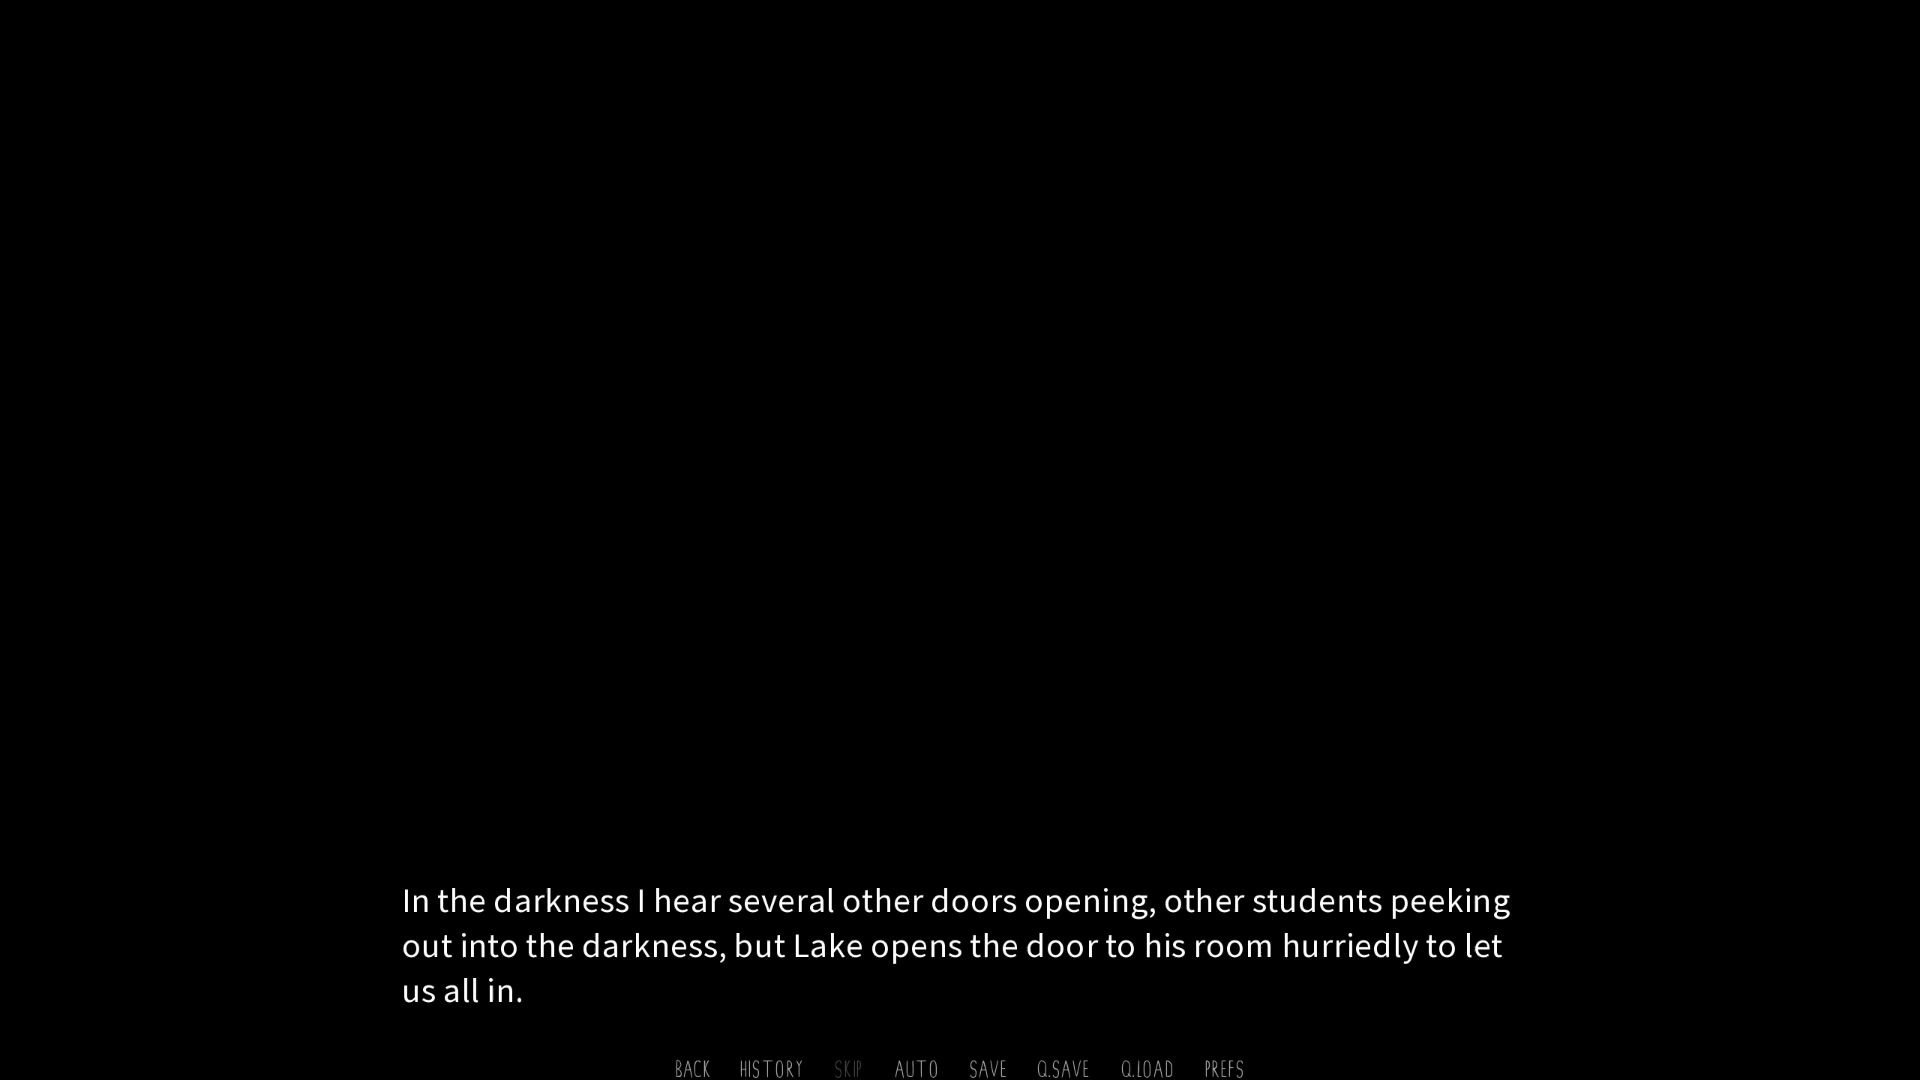 In the darkness I hear several other doors opening, other students peeking
out into the darkness, but Lake opens the door to his room hurriedly to let
us all in.
BACK HISTORY SKIP AUTO SAVE Q.SAVE Q.LOAD PREFS